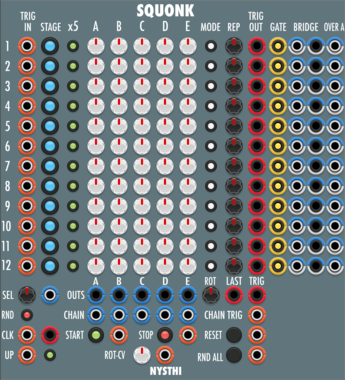 SQUONK
TRIG IN STAGE x5 A B C D E MODE REP TRIG OUT GATE BRIDGE OVER A
1
2
3
4
5
6
7
8
9
10
11
12
A B C D E ROT LAST TRIG
SEL OUTS
RND CHAIN CHAIN TRIG
CLK START STOP RESET
UP ROT-CV RND ALL
NYSTHI